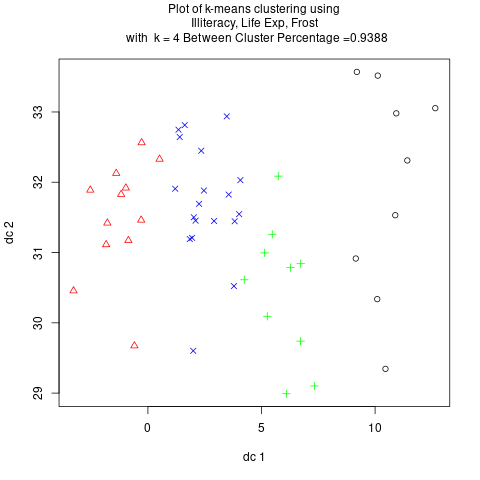 Plot of k-means clustering using
Illiteracy, Life Exp, Frost
with k = 4 Between Cluster Percentage =0.9388
33
32
31
30
29
dc 2
0 5 10
dc 1